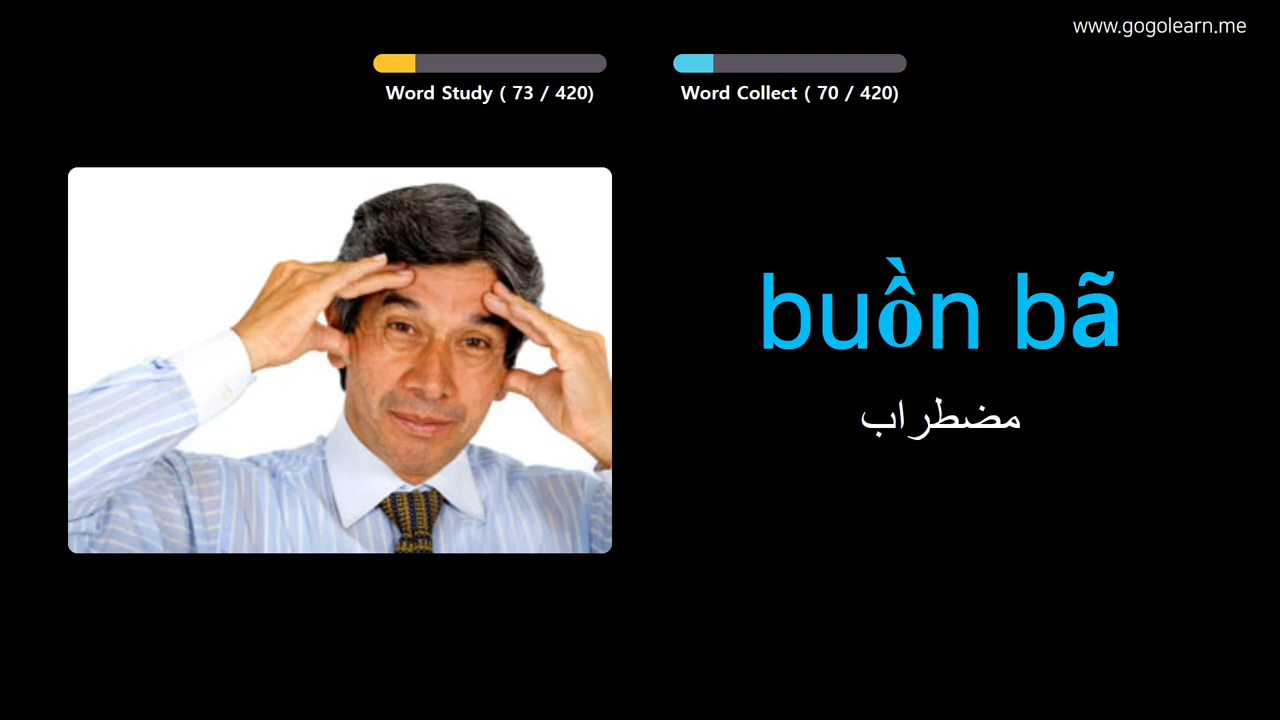 www.gogolearn.me
Word Study ( 73 / 420)
Word Collect ( 70 / 420)
buồn bã
مضطراب